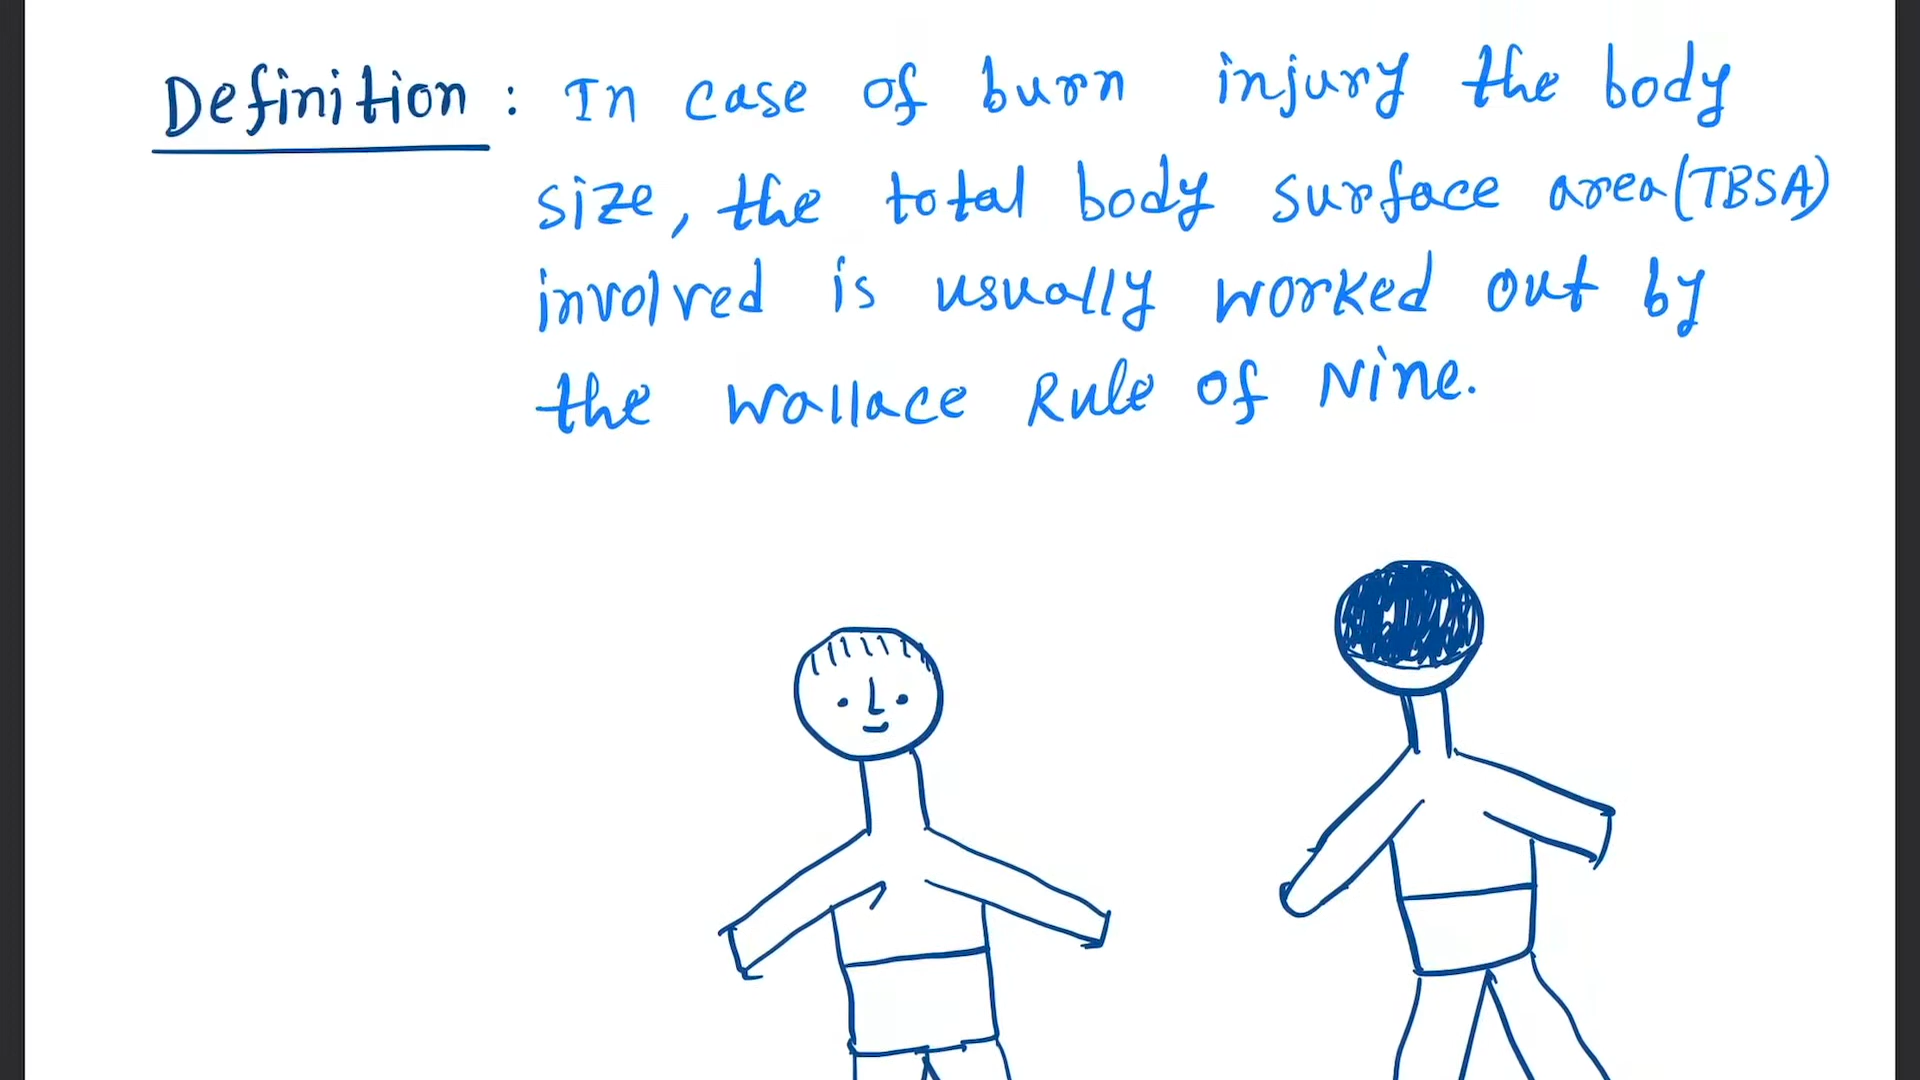 Definition : In case of burn injury the body
size, the total body surface area (TBSA)
involved is usually worked out by
the Wallace Rule of Nine.